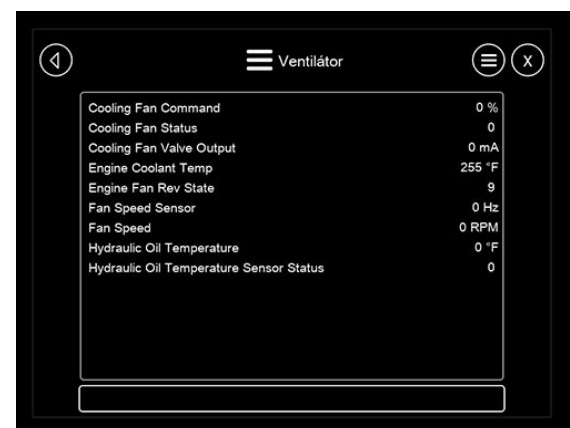 Ventilátor
X
Cooling Fan Command 0 %
Cooling Fan Status 0
Cooling Fan Valve Output 0 mA
Engine Coolant Temp 255 °F
Engine Fan Rev State 9
Fan Speed Sensor 0 Hz
Fan Speed 0 RPM
Hydraulic Oil Temperature 0 °F
Hydraulic Oil Temperature Sensor Status 0